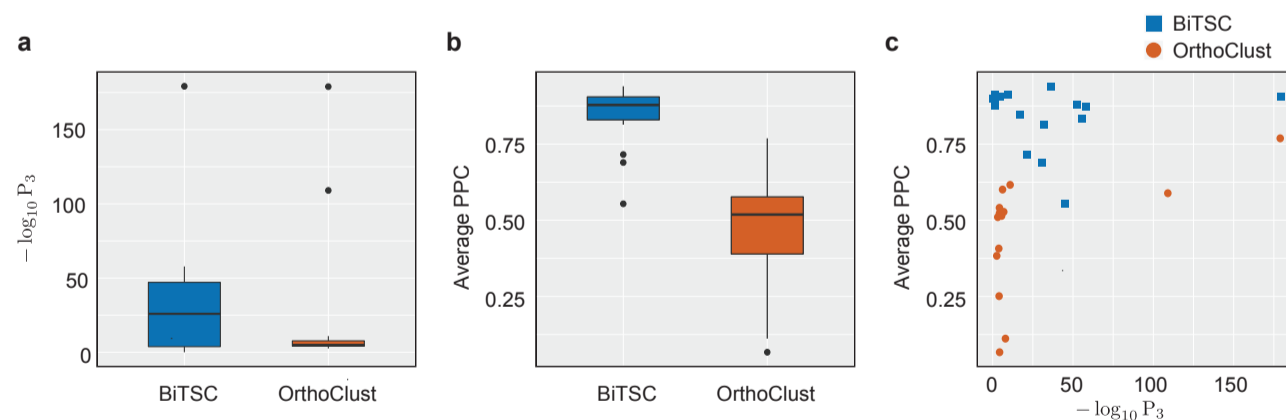 a
− log₁₀ P₃
150
100
50
0
BiTSC
OrthoClust
b
Average PPC
0.75
0.50
0.25
BiTSC
OrthoClust
c
BiTSC
OrthoClust
Average PPC
0.75
0.50
0.25
0
50
100
150
− log₁₀ P₃